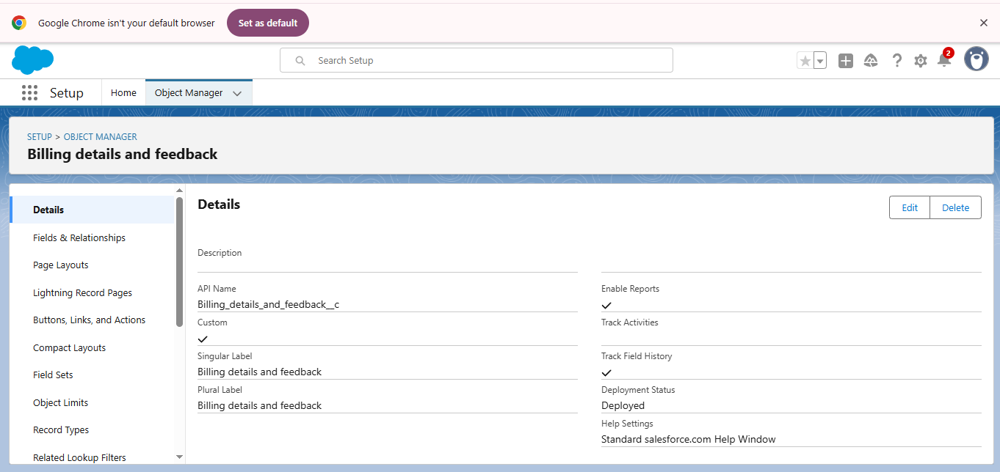 Google Chrome isn't your default browser
Set as default
Search Setup
2
Setup
Home
Object Manager
SETUP > OBJECT MANAGER
Billing details and feedback
Details
Fields & Relationships
Page Layouts
Lightning Record Pages
Buttons, Links, and Actions
Compact Layouts
Field Sets
Object Limits
Record Types
Related Lookup Filters
Details
Edit
Delete
Description
API Name
Billing_details_and_feedback__c
Custom
Singular Label
Billing details and feedback
Plural Label
Billing details and feedback
Enable Reports
Track Activities
Track Field History
Deployment Status
Deployed
Help Settings
Standard salesforce.com Help Window